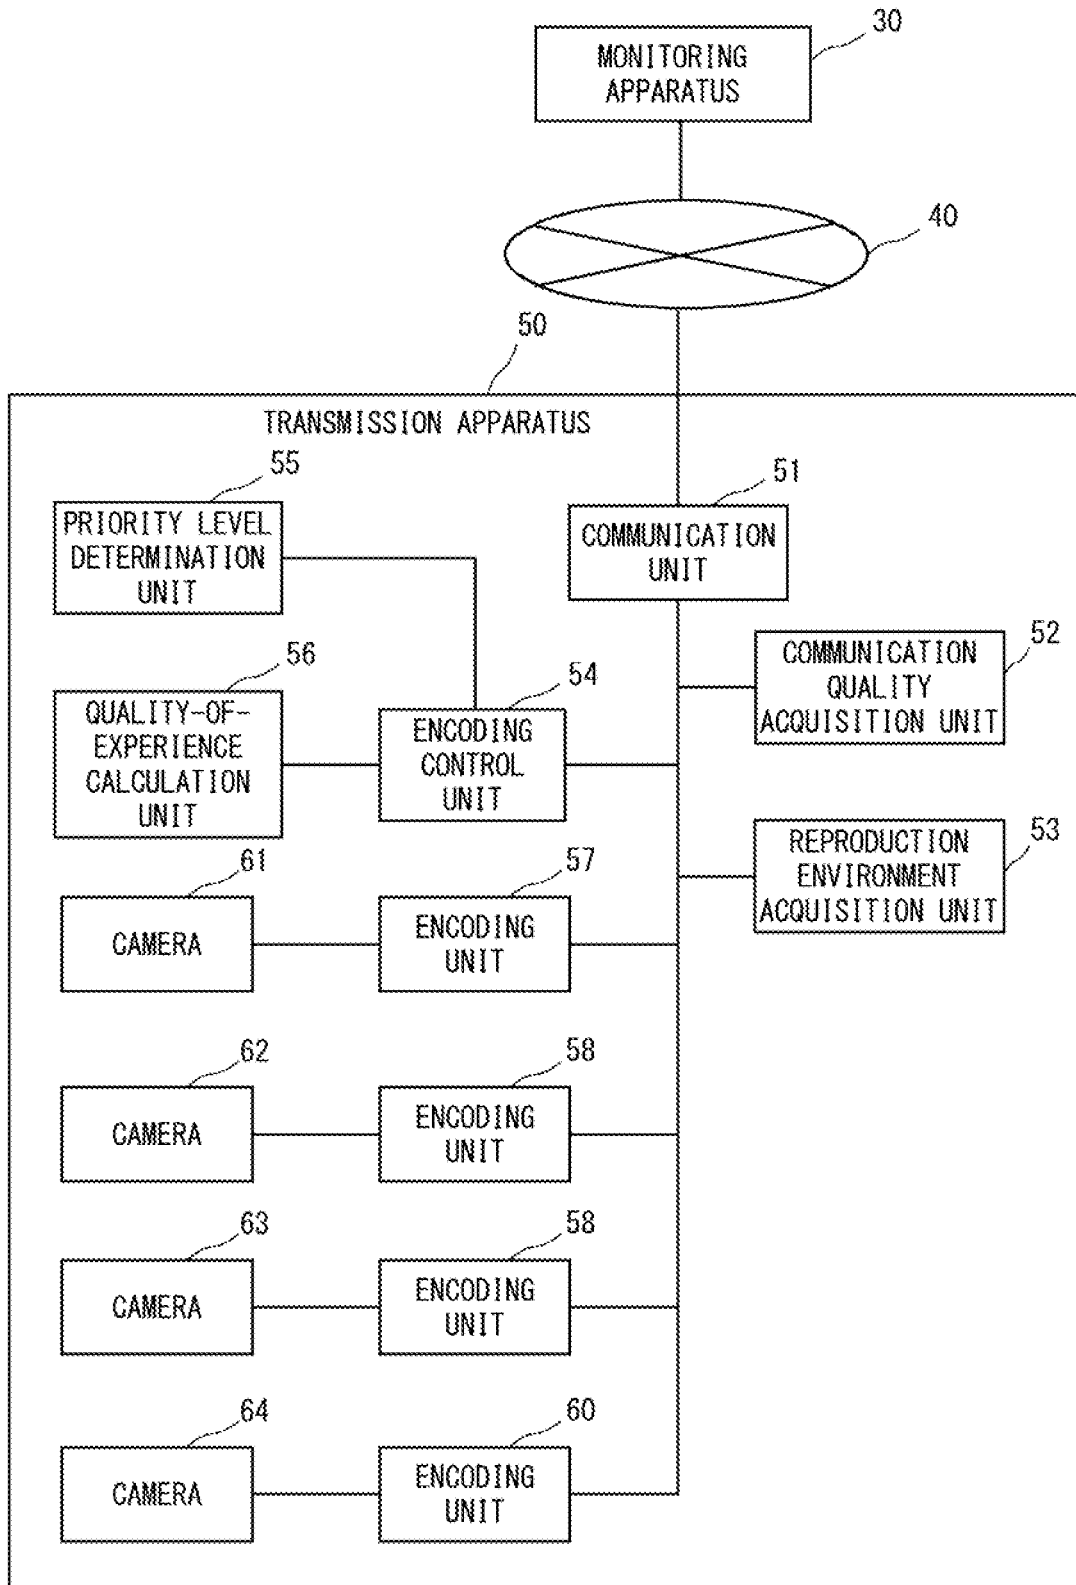 30
MONITORING
APPARATUS
40
50
TRANSMISSION APPARATUS
55
PRIORITY LEVEL
DETERMINATION
UNIT
51
COMMUNICATION
UNIT
52
COMMUNICATION
QUALITY
ACQUISITION UNIT
56
QUALITY-OF-
EXPERIENCE
CALCULATION
UNIT
54
ENCODING
CONTROL
UNIT
53
REPRODUCTION
ENVIRONMENT
ACQUISITION UNIT
61
CAMERA
57
ENCODING
UNIT
62
CAMERA
58
ENCODING
UNIT
63
CAMERA
58
ENCODING
UNIT
64
CAMERA
60
ENCODING
UNIT